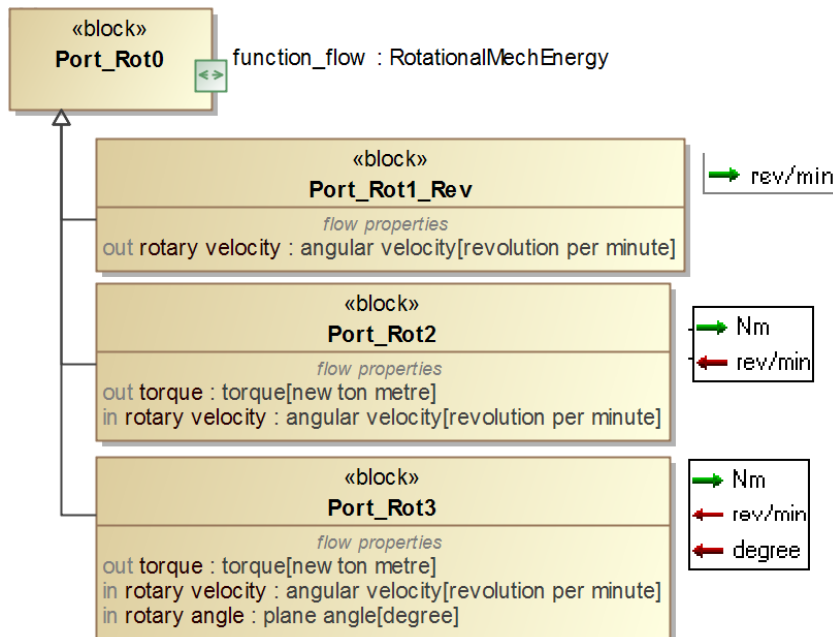 «block»
Port_Rot0
function_flow : RotationalMechEnergy
«block»
Port_Rot1_Rev
flow properties
out rotary velocity : angular velocity[revolution per minute]
rev/min
«block»
Port_Rot2
flow properties
out torque : torque[new ton metre]
in rotary velocity : angular velocity[revolution per minute]
Nm
rev/min
«block»
Port_Rot3
flow properties
out torque : torque[new ton metre]
in rotary velocity : angular velocity[revolution per minute]
in rotary angle : plane angle[degree]
Nm
rev/min
degree